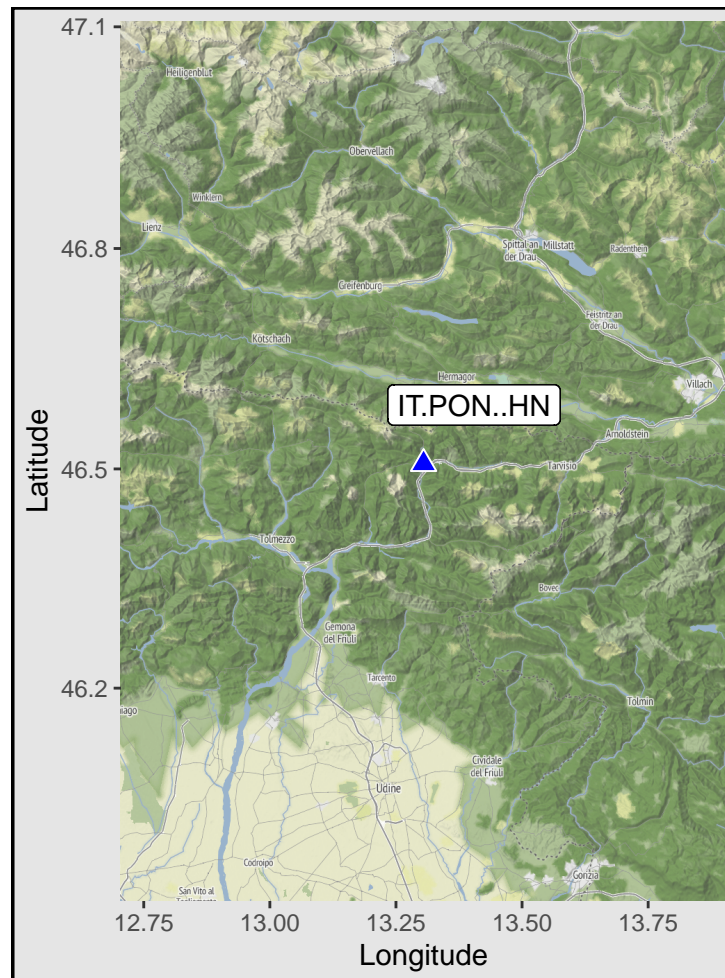 47.1
Heiligenblut
Obervellach
Winklern
Lienz
46.8
Spittal an
der Drau
Millstatt
Radenthein
Greifenburg
Feistritz an
der Drau
Kötschach
Hermagor
Villach
IT.PON..HN
Arnoldstein
46.5
Tarvisio
Latitude
Tolmezzo
Bovec
Gemona
del Friuli
46.2
Tarcento
Tolmin
iago
Cividale
del Friuli
Udine
Codroipo
Gorizia
San Vito al
Tagliamento
12.75
13.00
13.25
13.50
13.75
Longitude